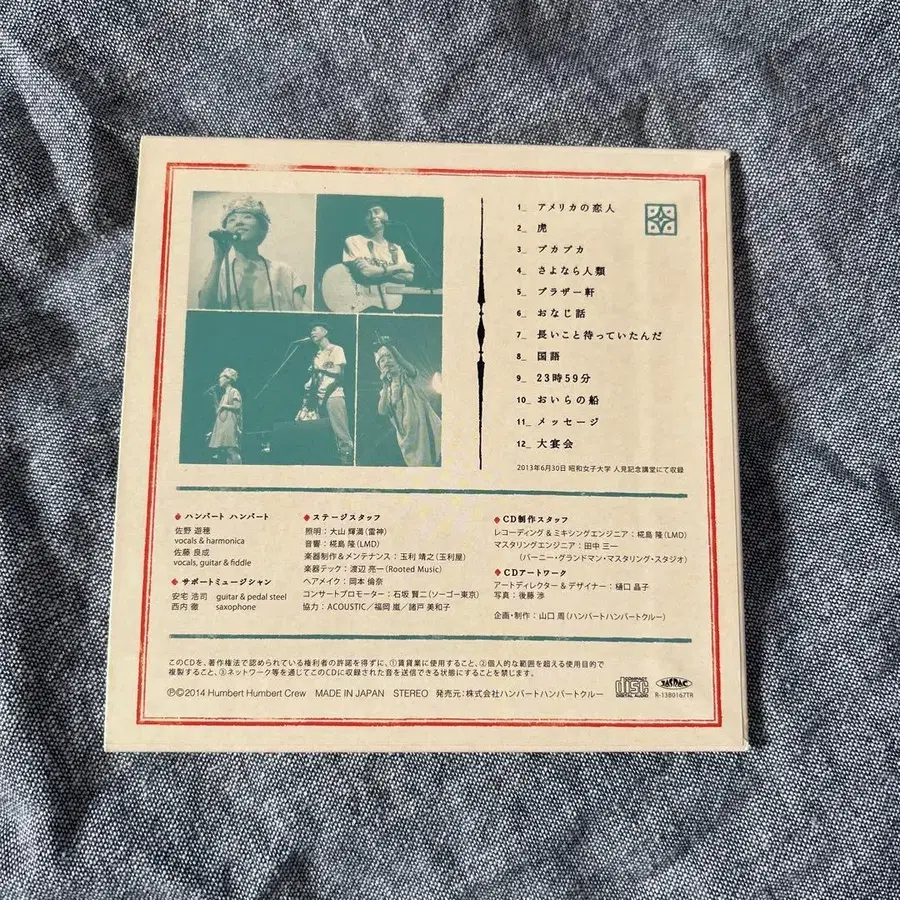 1_ アメリカの恋人
2_ 虎
3_ プカプカ
4_ さよなら人類
5_ ブラザー軒
6_ おなじ話
7_ 長いこと待っていたんだ
8_ 国語
9_ 23時59分
10_ おいらの船
11_ メッセージ
12_ 大宴会
2013年6月30日 昭和女子大学 人見記念講堂にて収録
ハンバート ハンバート
佐野 遊穂
vocals & harmonica
佐藤 良成
vocals, guitar & fiddle
サポートミュージシャン
安宅 浩司 guitar & pedal steel
西内 徹 saxophone
ステージスタッフ
照明:大山 輝満(雷神)
音響:糀島 隆(LMD)
楽器制作&メンテナンス:玉利 靖之(玉利屋)
楽器テック:渡辺 亮一(Rooted Music)
ヘアメイク:岡本 倫奈
コンサートプロモーター:石坂 賢二(ソーゴー東京)
協力:ACOUSTIC/福岡 嵐/諸戸 美和子
CD制作スタッフ
レコーディング&ミキシングエンジニア:糀島 隆(LMD)
マスタリングエンジニア:田中 三一
(バーニー・グランドマン・マスタリング・スタジオ)
CDアートワーク
アートディレクター&デザイナー:樋口 晶子
写真:後藤 渉
企画・制作:山口 周(ハンバートハンバートクルー)
このCDを、著作権法で認められている権利者の許諾を得ずに、①賃貸業に使用すること、②個人的な範囲を超える使用目的で
複製すること、③ネットワーク等を通じてこのCDに収録された音を送信できる状態にすることを禁じます。
℗©2014 Humbert Humbert Crew MADE IN JAPAN STEREO 発売元:株式会社ハンバートハンバートクルー
COMPACT
disc
DIGITAL AUDIO
JASRAC
R-1380167TR